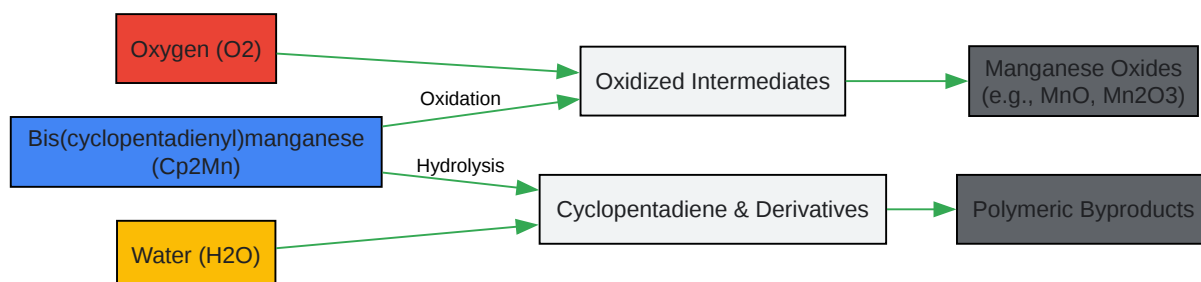 Oxygen (O2)
Oxidized Intermediates
Manganese Oxides
(e.g., MnO, Mn2O3)
Oxidation
Bis(cyclopentadienyl)manganese
(Cp2Mn)
Hydrolysis
Cyclopentadiene & Derivatives
Polymeric Byproducts
Water (H2O)